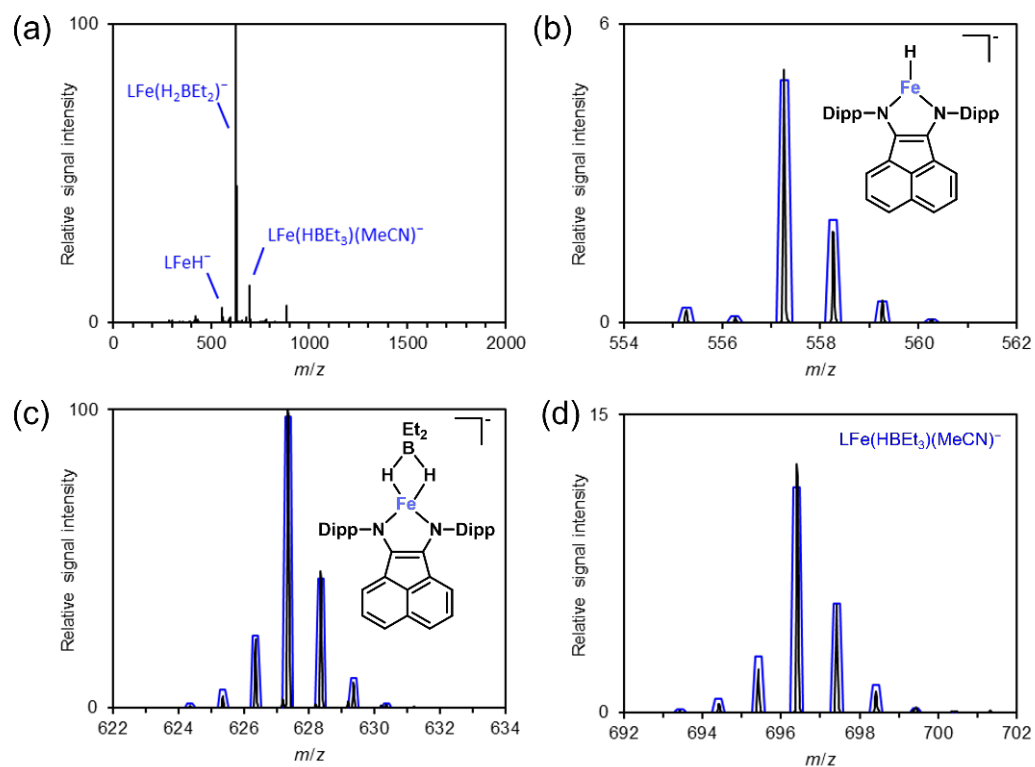 (a)
100
Relative signal intensity
0
LFe(H₂BEt₂)⁻
LFeH⁻
LFe(HBEt₃)(MeCN)⁻
0 500 1000 1500 2000
m/z
(b)
6
Relative signal intensity
0
H
Fe
Dipp N N Dipp
-
554 556 558 560 562
m/z
(c)
100
Relative signal intensity
0
Et₂
B
H H
Fe
Dipp N N Dipp
-
622 624 626 628 630 632 634
m/z
(d)
15
Relative signal intensity
0
LFe(HBEt₃)(MeCN)⁻
692 694 696 698 700 702
m/z